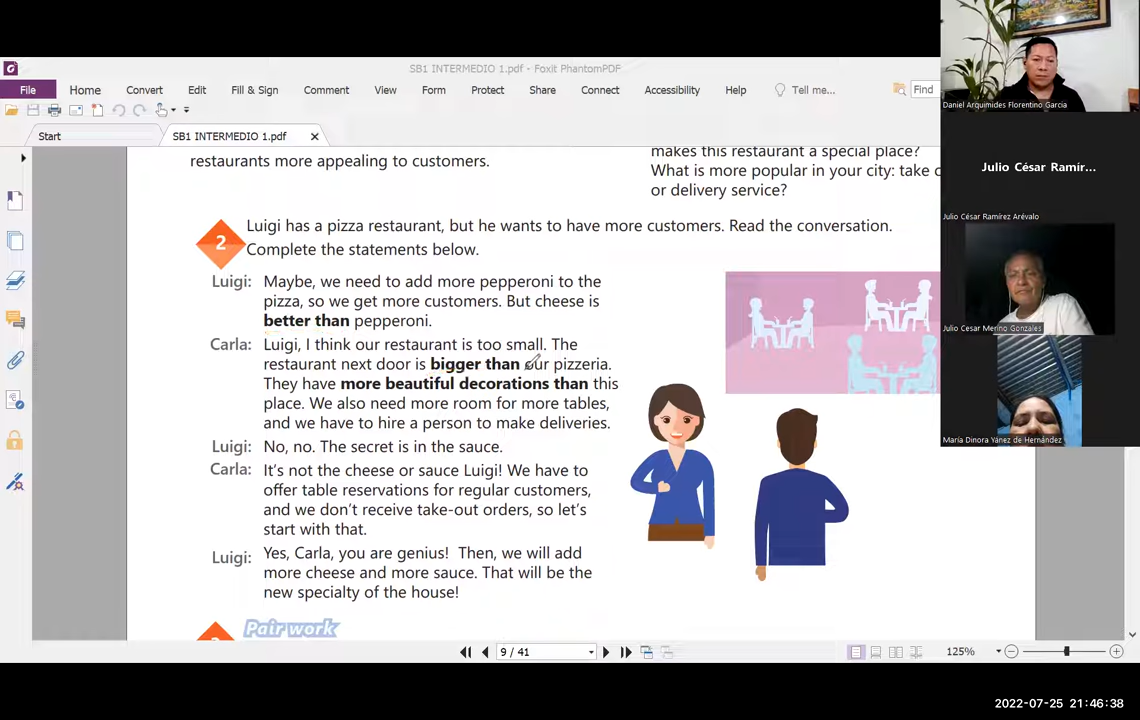 SB1 INTERMEDIO 1.pdf - Foxit PhantomPDF
File Home Convert Edit Fill & Sign Comment View Form Protect Share Connect Accessibility Help Tell me... Find
Start SB1 INTERMEDIO 1.pdf
restaurants more appealing to customers.
makes this restaurant a special place?
What is more popular in your city: take
or delivery service?
2 Luigi has a pizza restaurant, but he wants to have more customers. Read the conversation.
Complete the statements below.
Luigi: Maybe, we need to add more pepperoni to the
pizza, so we get more customers. But cheese is
better than pepperoni.
Carla: Luigi, I think our restaurant is too small. The
restaurant next door is bigger than our pizzeria.
They have more beautiful decorations than this
place. We also need more room for more tables,
and we have to hire a person to make deliveries.
Luigi: No, no. The secret is in the sauce.
Carla: It's not the cheese or sauce Luigi! We have to
offer table reservations for regular customers,
and we don't receive take-out orders, so let's
start with that.
Luigi: Yes, Carla, you are genius! Then, we will add
more cheese and more sauce. That will be the
new specialty of the house!
Pair work
9 / 41
125%
Daniel Arquimides Florentino Garcia
Julio César Ramír...
Julio César Ramírez Arévalo
Julio Cesar Merino Gonzales
María Dinora Yánez de Hernández
2022-07-25 21:46:38